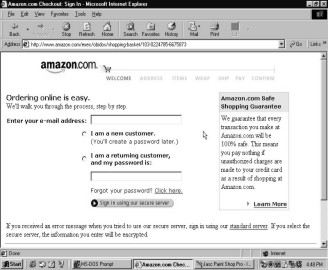 Amazon.com Checkout: Sign In - Microsoft Internet Explorer
File Edit View Favorites Tools Help
Back Stop Refresh Home Search Favorites History Mail Print
Address http://www.amazon.com/exec/obidos/shopping-basket/ Go Links
amazon.com.
WELCOME ADDRESS ITEMS WRAP SHIP PAY CONFIRM
Ordering online is easy.
We'll walk you through the process, step by step.
Enter your e-mail address:
I am a new customer.
(You'll create a password later.)
I am a returning customer,
and my password is:
Forgot your password? Click here.
Sign in using our secure server
Amazon.com Safe
Shopping Guarantee
We guarantee that every
transaction you make at
Amazon.com will be
100% safe. This means
you pay nothing if
unauthorized charges are
made to your credit card
as a result of shopping at
Amazon.com.
Learn More
If you received an error message when you tried to use our secure server, sign in using our standard server. If you select the secure
server, the information you enter will be encrypted.
Done Internet
Start MS-DOS Prompt Amazon.com Chec... Jasc Paint Shop Pro - I... 4:48 PM